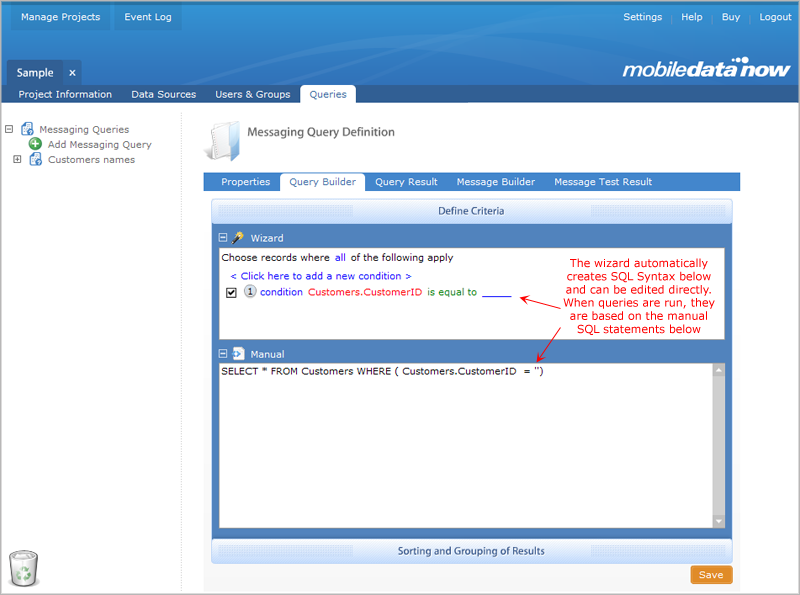 Manage Projects Event Log Settings Help Buy Logout
Sample x
mobiledatanow
Project Information Data Sources Users & Groups Queries
Messaging Queries
Add Messaging Query
Customers names
Messaging Query Definition
Properties Query Builder Query Result Message Builder Message Test Result
Define Criteria
Wizard
Choose records where all of the following apply
< Click here to add a new condition >
1 condition Customers.CustomerID is equal to
The wizard automatically
creates SQL Syntax below
and can be edited directly.
When queries are run, they
are based on the manual
SQL statements below
Manual
SELECT * FROM Customers WHERE ( Customers.CustomerID = '')
Sorting and Grouping of Results
Save